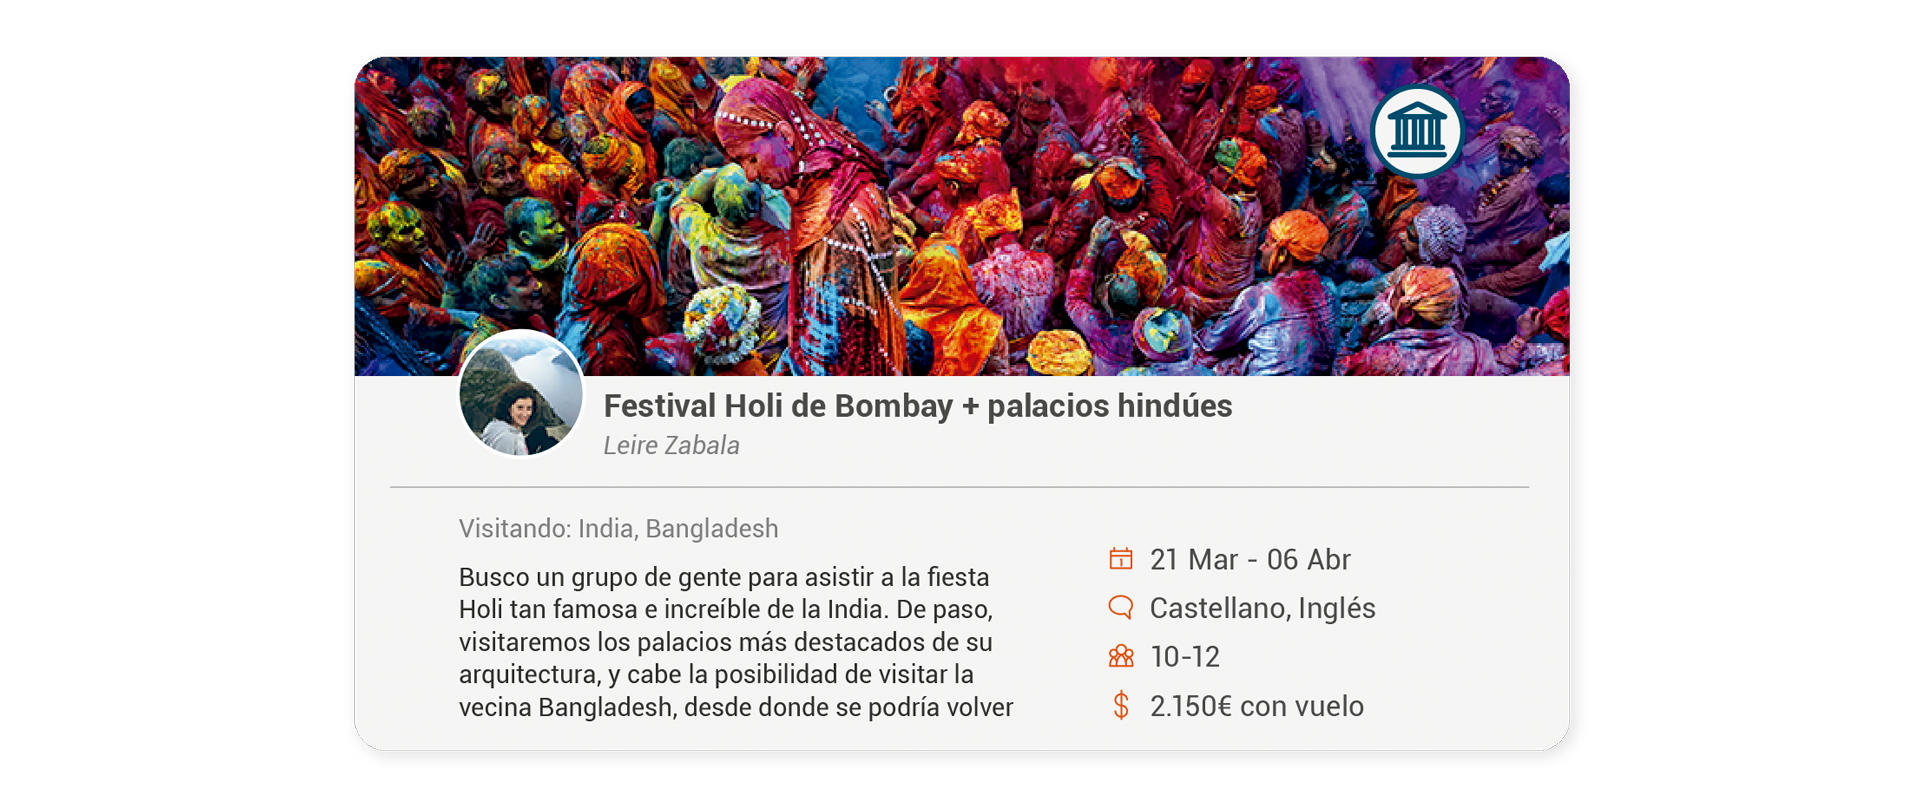 Festival Holi de Bombay + palacios hindúes
Leire Zabala
Visitando: India, Bangladesh
Busco un grupo de gente para asistir a la fiesta
Holi tan famosa e increíble de la India. De paso,
visitaremos los palacios más destacados de su
arquitectura, y cabe la posibilidad de visitar la
vecina Bangladesh, desde donde se podría volver
21 Mar - 06 Abr
Castellano, Inglés
10-12
2.150€ con vuelo